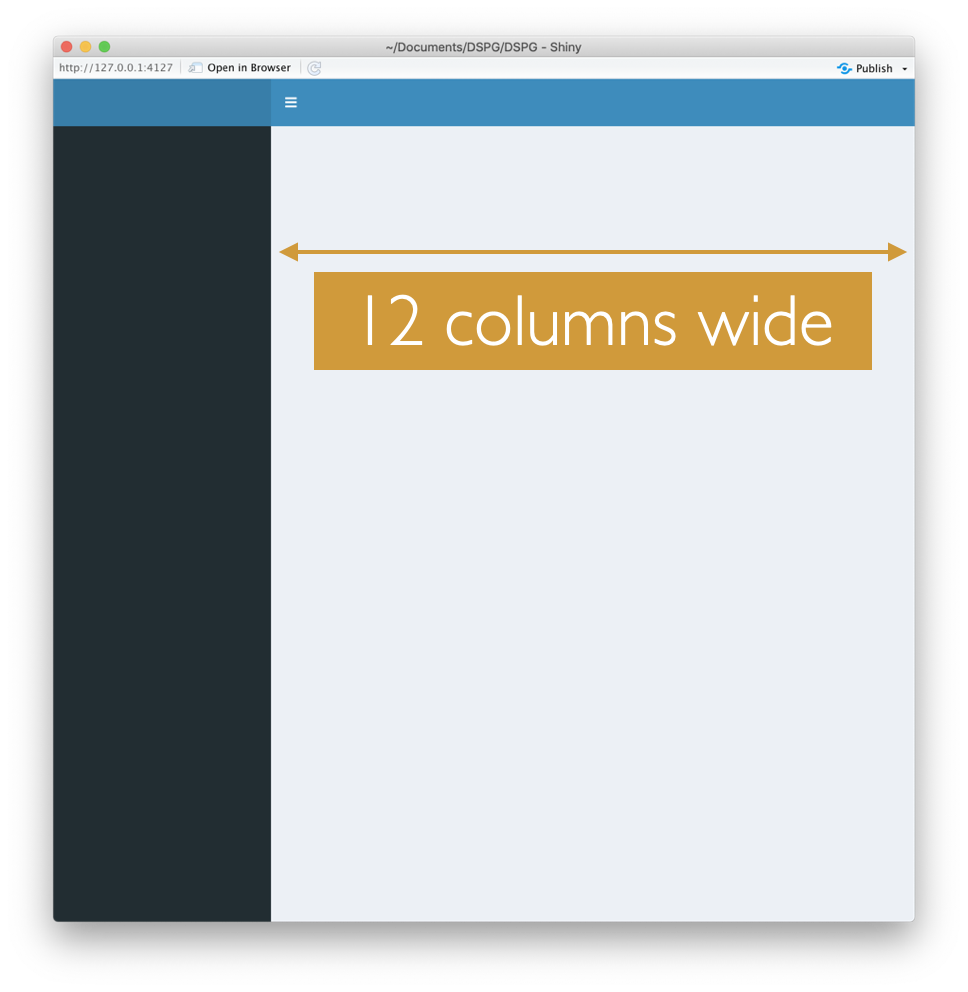 ~/Documents/DSPG/DSPG - Shiny
http://127.0.0.1:4127 Open in Browser Publish
12 columns wide